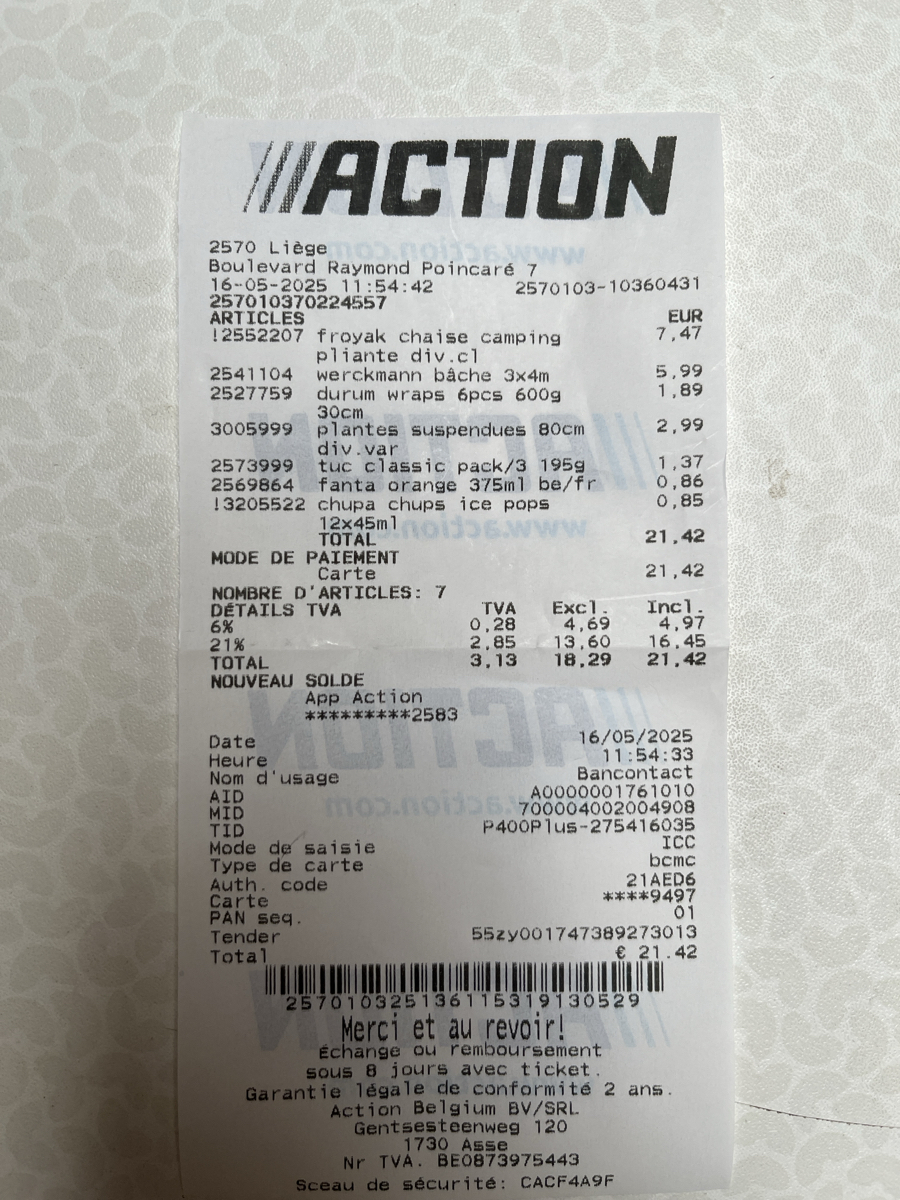 ACTION
2570 Liège
Boulevard Raymond Poincaré 7
16-05-2025 11:54:42 2570103-10360431
257010370224557
ARTICLES EUR
!2552207 froyak chaise camping 7,47
pliante div.cl
2541104 werckmann bâche 3x4m 5,99
2527759 durum wraps 6pcs 600g 1,89
30cm
3005999 plantes suspendues 80cm 2,99
div.var
2573999 tuc classic pack/3 195g 1,37
2569864 fanta orange 375ml be/fr 0,86
!3205522 chupa chups ice pops 0,85
12x45ml
TOTAL 21,42
MODE DE PAIEMENT
Carte 21,42
NOMBRE D'ARTICLES: 7
DÉTAILS TVA TVA Excl. Incl.
6% 0,28 4,69 4,97
21% 2,85 13,60 16,45
TOTAL 3,13 18,29 21,42
NOUVEAU SOLDE
App Action
*********2583
Date 16/05/2025
Heure 11:54:33
Nom d'usage Bancontact
AID A0000001761010
MID 700004002004908
TID P400Plus-275416035
Mode de saisie ICC
Type de carte bcmc
Auth. code 21AED6
Carte ****9497
PAN seq. 01
Tender 55zy001747389273013
Total € 21.42
2570103251361153191305​29
Merci et au revoir!
Échange ou remboursement
sous 8 jours avec ticket.
Garantie légale de conformité 2 ans.
Action Belgium BV/SRL
Gentsesteenweg 120
1730 Asse
Nr TVA. BE0873975443
Sceau de sécurité: CACF4A9F